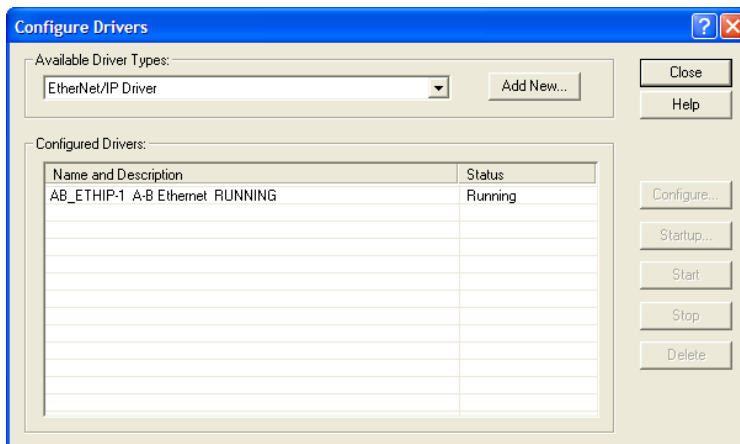 Configure Drivers
Available Driver Types:
EtherNet/IP Driver
Add New...
Close
Help
Configured Drivers:
Name and Description Status
AB_ETHIP-1 A-B Ethernet RUNNING Running
Configure...
Startup...
Start
Stop
Delete